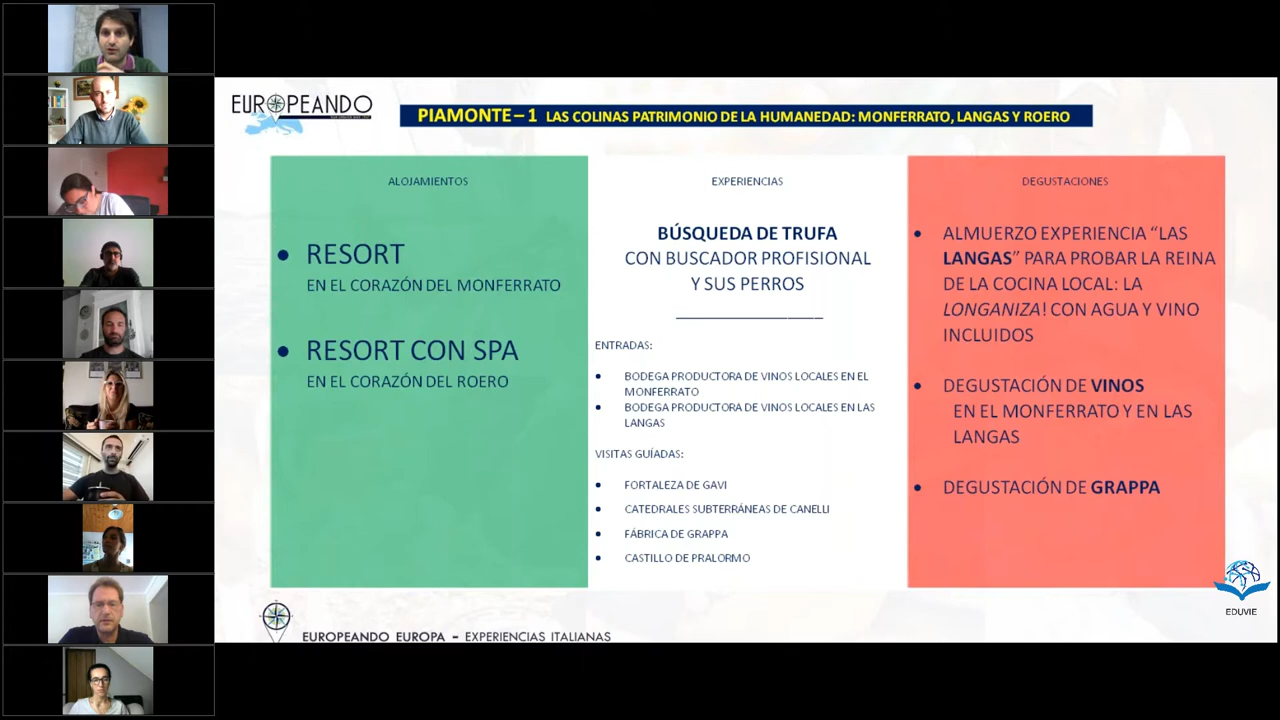 EUROPEANDO
PIAMONTE – 1 LAS COLINAS PATRIMONIO DE LA HUMANEDAD: MONFERRATO, LANGAS Y ROERO
ALOJAMIENTOS
• RESORT
EN EL CORAZÓN DEL MONFERRATO
• RESORT CON SPA
EN EL CORAZÓN DEL ROERO
EXPERIENCIAS
BÚSQUEDA DE TRUFA
CON BUSCADOR PROFISIONAL
Y SUS PERROS
ENTRADAS:
• BODEGA PRODUCTORA DE VINOS LOCALES EN EL
MONFERRATO
• BODEGA PRODUCTORA DE VINOS LOCALES EN LAS
LANGAS
VISITAS GUÍADAS:
• FORTALEZA DE GAVI
• CATEDRALES SUBTERRÁNEAS DE CANELLI
• FÁBRICA DE GRAPPA
• CASTILLO DE PRALORMO
DEGUSTACIONES
• ALMUERZO EXPERIENCIA “LAS
LANGAS” PARA PROBAR LA REINA
DE LA COCINA LOCAL: LA
LONGANIZA! CON AGUA Y VINO
INCLUIDOS
• DEGUSTACIÓN DE VINOS
EN EL MONFERRATO Y EN LAS
LANGAS
• DEGUSTACIÓN DE GRAPPA
EDUVIE
EUROPEANDO EUROPA – EXPERIENCIAS ITALIANAS